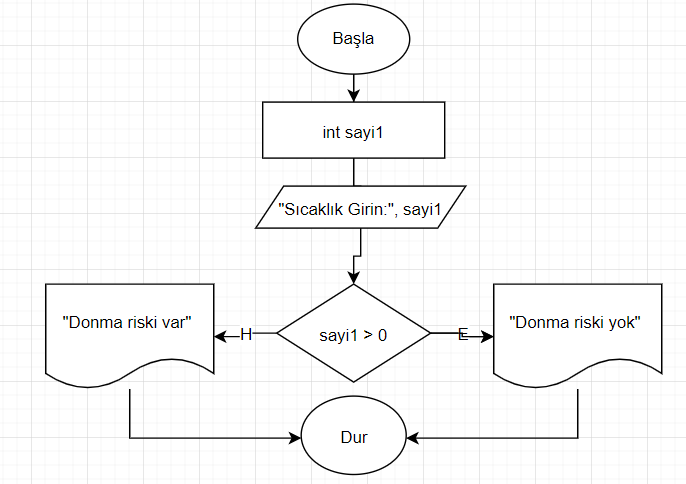 Başla
int sayi1
"Sıcaklık Girin:", sayi1
"Donma riski var"
H
sayi1 > 0
E
"Donma riski yok"
Dur